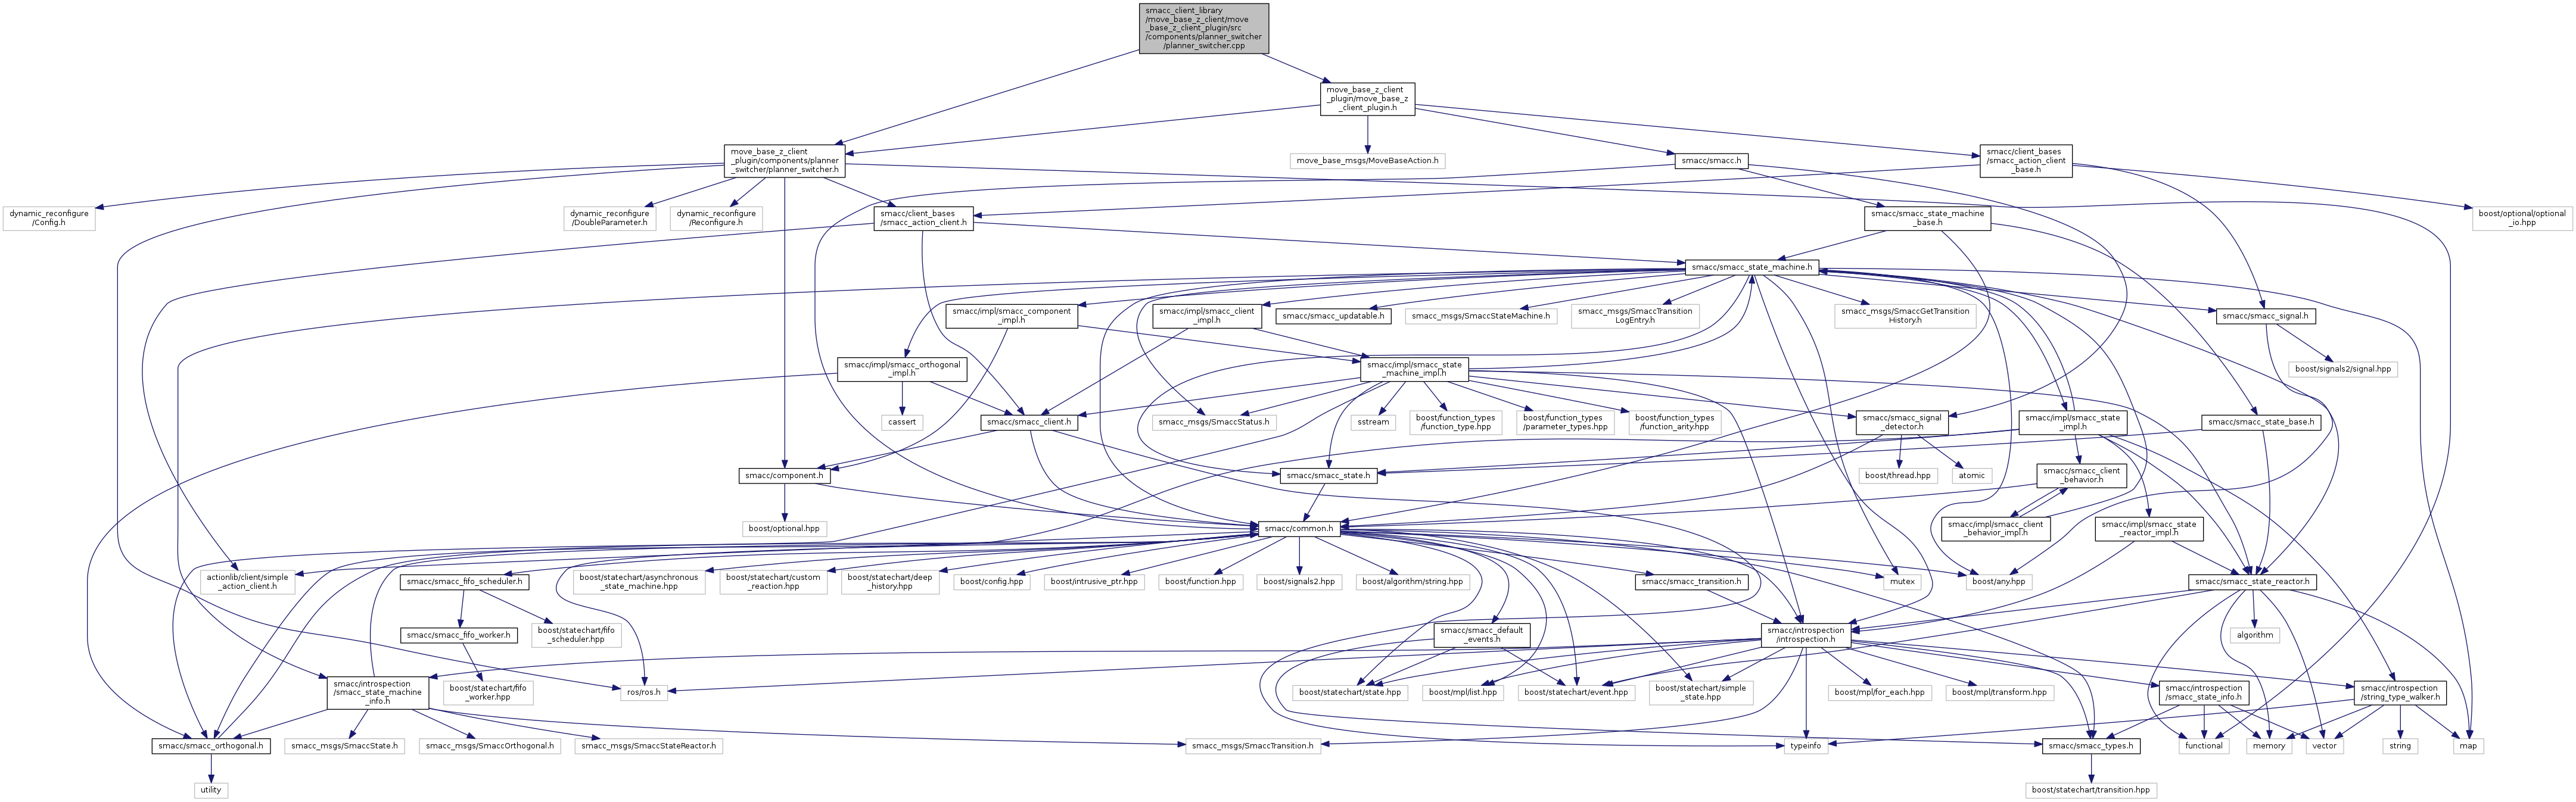 smacc_client_library
/move_base_z_client/move
_base_z_client_plugin/src
/components/planner_switcher
/planner_switcher.cpp
move_base_z_client
_plugin/move_base_z
_client_plugin.h
move_base_z_client
_plugin/components/planner
_switcher/planner_switcher.h
move_base_msgs/MoveBaseAction.h
smacc/smacc.h
smacc/client_bases
/smacc_action_client
_base.h
dynamic_reconfigure
/Config.h
dynamic_reconfigure
/DoubleParameter.h
dynamic_reconfigure
/Reconfigure.h
smacc/client_bases
/smacc_action_client.h
smacc/smacc_state_machine
_base.h
boost/optional/optional
_io.hpp
smacc/smacc_state_machine.h
smacc/impl/smacc_component
_impl.h
smacc/impl/smacc_client
_impl.h
smacc/smacc_updatable.h
smacc_msgs/SmaccStateMachine.h
smacc_msgs/SmaccTransition
LogEntry.h
smacc_msgs/SmaccGetTransition
History.h
smacc/smacc_signal.h
smacc/impl/smacc_orthogonal
_impl.h
smacc/impl/smacc_state
_machine_impl.h
boost/signals2/signal.hpp
cassert
smacc/smacc_client.h
smacc_msgs/SmaccStatus.h
sstream
boost/function_types
/function_type.hpp
boost/function_types
/parameter_types.hpp
boost/function_types
/function_arity.hpp
smacc/smacc_signal
_detector.h
smacc/impl/smacc_state
_impl.h
smacc/smacc_state_base.h
smacc/component.h
smacc/smacc_state.h
boost/thread.hpp
atomic
smacc/smacc_client
_behavior.h
boost/optional.hpp
smacc/common.h
smacc/impl/smacc_client
_behavior_impl.h
smacc/impl/smacc_state
_reactor_impl.h
actionlib/client/simple
_action_client.h
smacc/smacc_fifo_scheduler.h
boost/statechart/asynchronous
_state_machine.hpp
boost/statechart/custom
_reaction.hpp
boost/statechart/deep
_history.hpp
boost/config.hpp
boost/intrusive_ptr.hpp
boost/function.hpp
boost/signals2.hpp
boost/algorithm/string.hpp
smacc/smacc_transition.h
mutex
boost/any.hpp
smacc/smacc_state_reactor.h
smacc/smacc_fifo_worker.h
boost/statechart/fifo
_scheduler.hpp
smacc/smacc_default
_events.h
smacc/introspection
/introspection.h
algorithm
smacc/introspection
/smacc_state_machine
_info.h
boost/statechart/fifo
_worker.hpp
ros/ros.h
boost/statechart/state.hpp
boost/mpl/list.hpp
boost/statechart/event.hpp
boost/statechart/simple
_state.hpp
boost/mpl/for_each.hpp
boost/mpl/transform.hpp
smacc/introspection
/smacc_state_info.h
smacc/introspection
/string_type_walker.h
smacc/smacc_orthogonal.h
smacc_msgs/SmaccState.h
smacc_msgs/SmaccOrthogonal.h
smacc_msgs/SmaccStateReactor.h
smacc_msgs/SmaccTransition.h
typeinfo
smacc/smacc_types.h
functional
memory
vector
string
map
utility
boost/statechart/transition.hpp